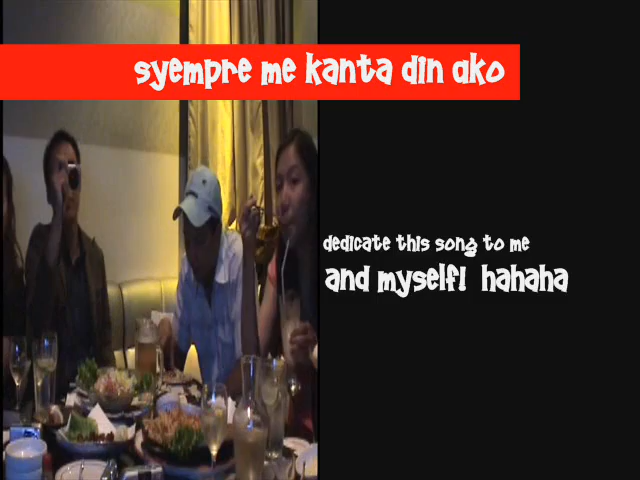 syempre me kanta din ako
dedicate this song to me
and myself! hahaha